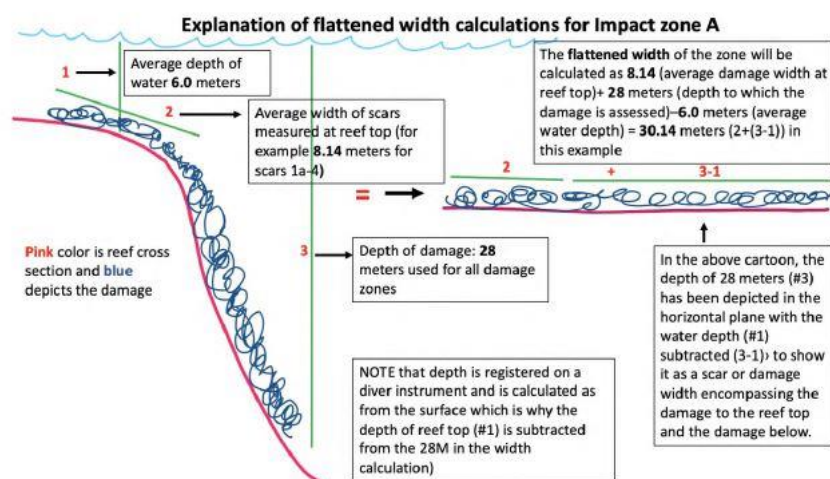 Explanation of flattened width calculations for Impact zone A
1
Average depth of
water 6.0 meters
2
Average width of scars
measured at reef top (for
example 8.14 meters for
scars 1a-4)
The flattened width of the zone will be
calculated as 8.14 (average damage width at
reef top)+ 28 meters (depth to which the
damage is assessed)–6.0 meters (average
water depth) = 30.14 meters (2+(3-1)) in
this example
=
2
+
3-1
Pink color is reef cross
section and blue
depicts the damage
3
Depth of damage: 28
meters used for all damage
zones
In the above cartoon, the
depth of 28 meters (#3)
has been depicted in the
horizontal plane with the
water depth (#1)
subtracted (3-1)› to show
it as a scar or damage
width encompassing the
damage to the reef top
and the damage below.
NOTE that depth is registered on a
diver instrument and is calculated as
from the surface which is why the
depth of reef top (#1) is subtracted
from the 28M in the width
calculation)